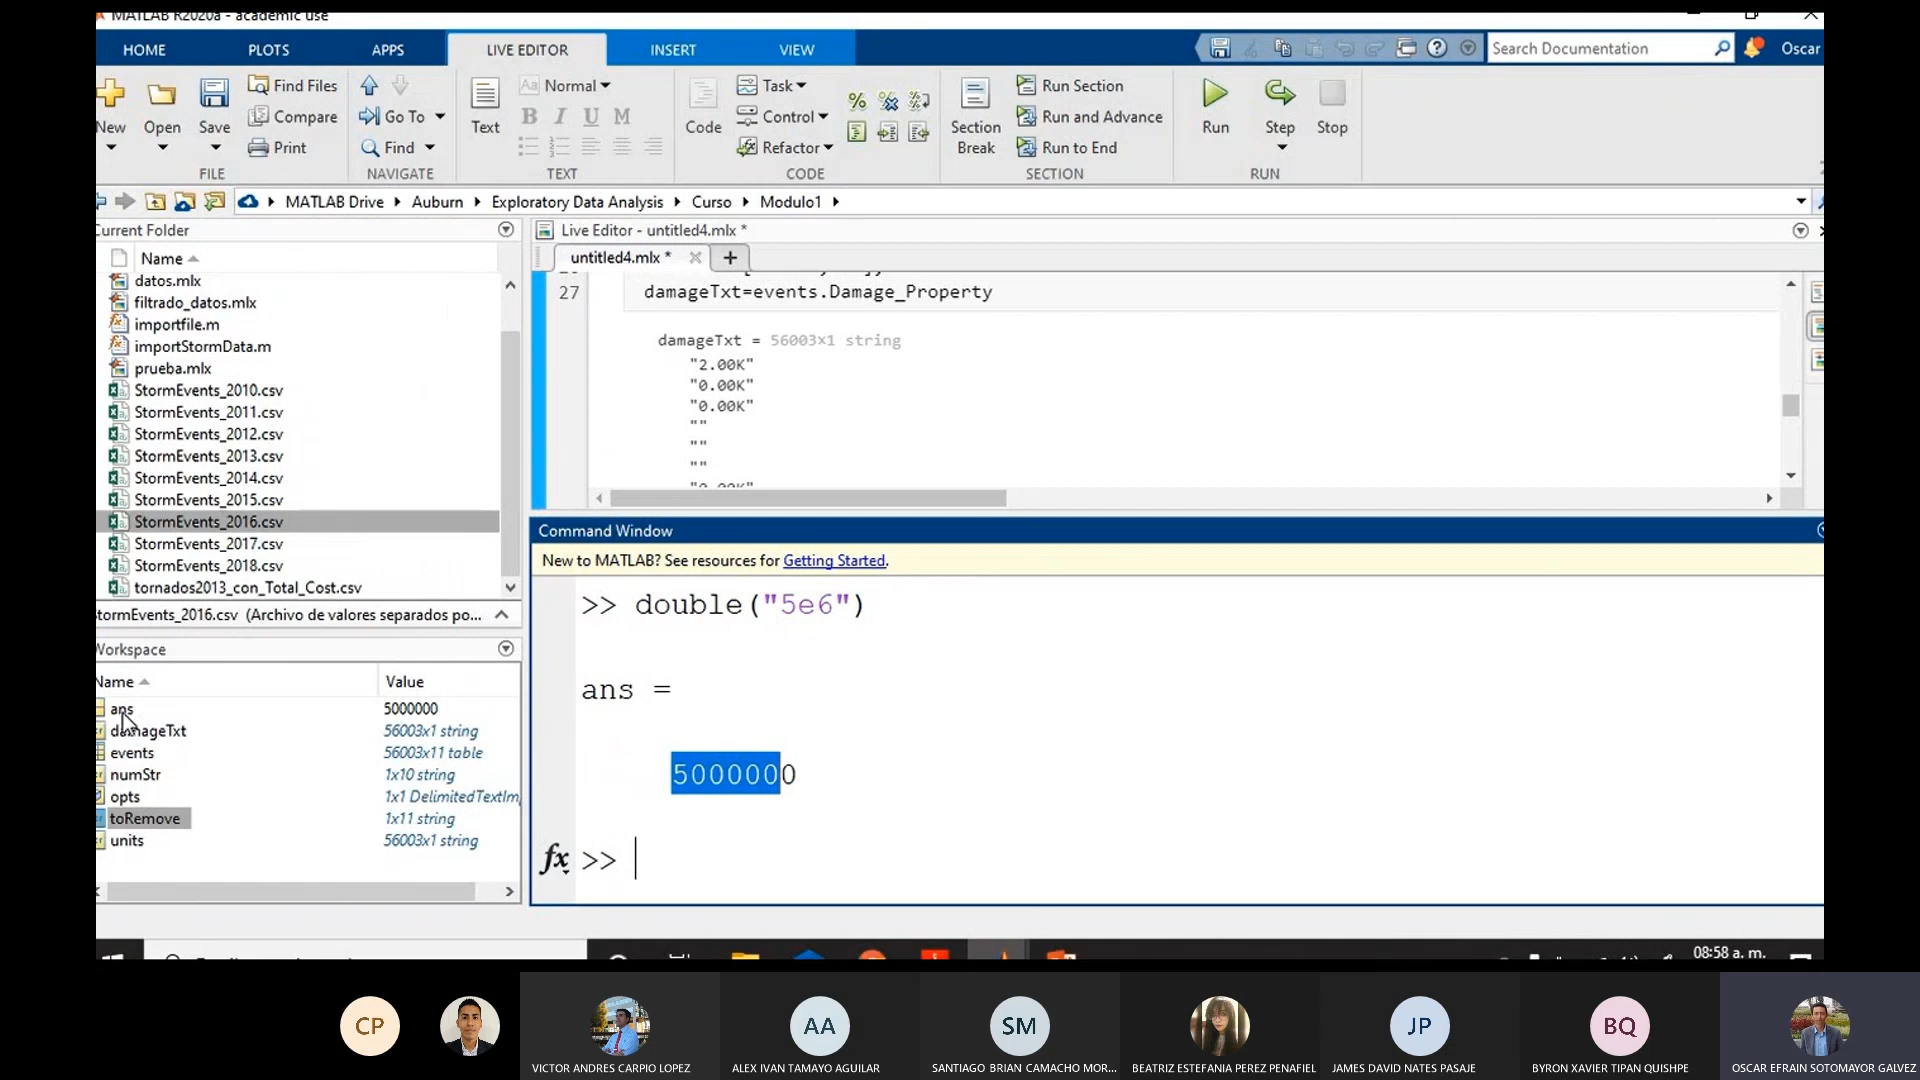 MATLAB R2020a - academic use
HOME PLOTS APPS LIVE EDITOR INSERT VIEW
Search Documentation
Oscar
New
Open
Save
Find Files
Compare
Print
FILE
Go To
Find
NAVIGATE
Text
Aa Normal
B I U M
TEXT
Code
Task
Control
Refactor
CODE
Section
Break
Run Section
Run and Advance
Run to End
SECTION
Run
Step
Stop
RUN
MATLAB Drive Auburn Exploratory Data Analysis Curso Modulo1
Current Folder
Name
datos.mlx
filtrado_datos.mlx
importfile.m
importStormData.m
prueba.mlx
StormEvents_2010.csv
StormEvents_2011.csv
StormEvents_2012.csv
StormEvents_2013.csv
StormEvents_2014.csv
StormEvents_2015.csv
StormEvents_2016.csv
StormEvents_2017.csv
StormEvents_2018.csv
tornados2013_con_Total_Cost.csv
StormEvents_2016.csv (Archivo de valores separados po...
Workspace
Name Value
ans 5000000
damageTxt 56003x1 string
events 56003x11 table
numStr 1x10 string
opts 1x1 DelimitedTextIm
toRemove 1x11 string
units 56003x1 string
Live Editor - untitled4.mlx *
untitled4.mlx *
27 damageTxt=events.Damage_Property
damageTxt = 56003×1 string
"2.00K"
"0.00K"
"0.00K"
""
""
""
"0.00K"
Command Window
New to MATLAB? See resources for Getting Started.
>> double("5e6")
ans =
5000000
fx >>
08:58 a. m.
CP
AA
SM
JP
BQ
VICTOR ANDRES CARPIO LOPEZ
ALEX IVAN TAMAYO AGUILAR
SANTIAGO BRIAN CAMACHO MOR...
BEATRIZ ESTEFANIA PEREZ PENAFIEL
JAMES DAVID NATES PASAJE
BYRON XAVIER TIPAN QUISHPE
OSCAR EFRAIN SOTOMAYOR GALVEZ